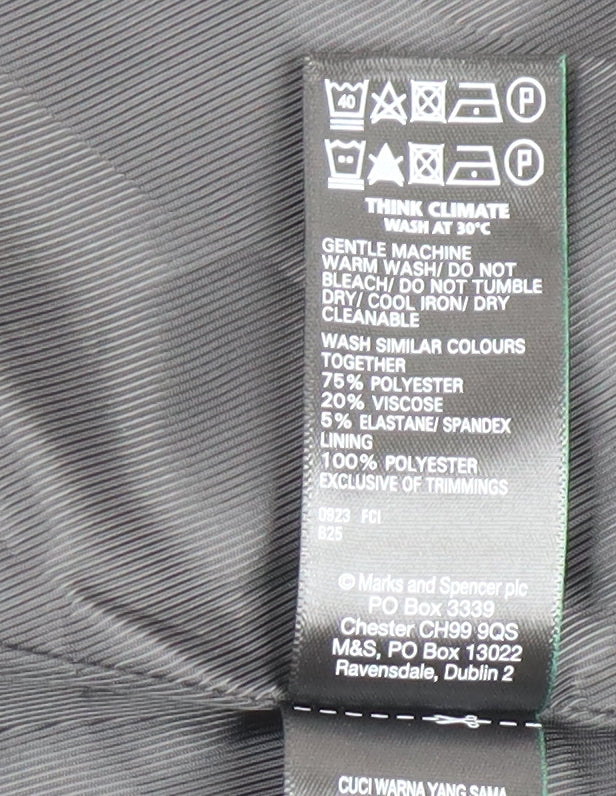 40
P
P
THINK CLIMATE
WASH AT 30°C
GENTLE MACHINE
WARM WASH/ DO NOT
BLEACH/ DO NOT TUMBLE
DRY/ COOL IRON/ DRY
CLEANABLE
WASH SIMILAR COLOURS
TOGETHER
75% POLYESTER
20% VISCOSE
5% ELASTANE/ SPANDEX
LINING
100% POLYESTER
EXCLUSIVE OF TRIMMINGS
0923 FCI
B25
© Marks and Spencer plc
PO Box 3339
Chester CH99 9QS
M&S, PO Box 13022
Ravensdale, Dublin 2
CUCI WARNA YANG SAMA